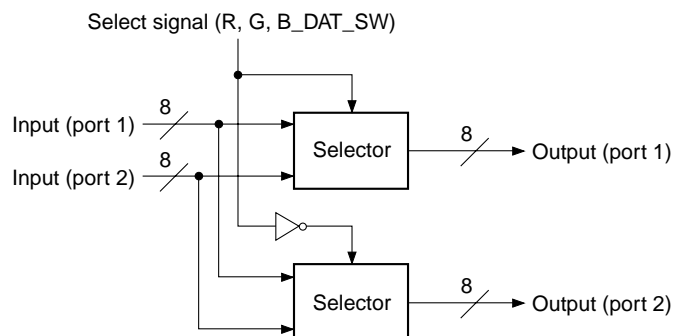 Select signal (R, G, B_DAT_SW)
8
Input (port 1)
Selector
8
Output (port 1)
8
Input (port 2)
Selector
8
Output (port 2)